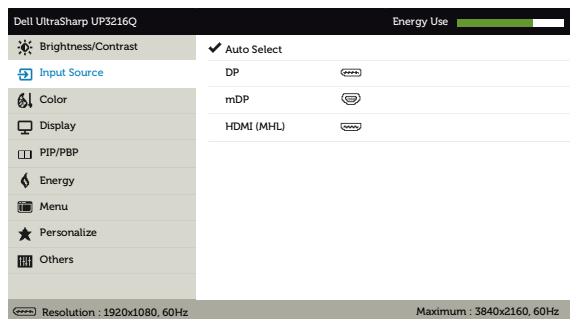 Dell UltraSharp UP3216Q Energy Use
Brightness/Contrast
Auto Select
Input Source
DP
Color
mDP
Display
HDMI (MHL)
PIP/PBP
Energy
Menu
Personalize
Others
Resolution : 1920x1080, 60Hz Maximum : 3840x2160, 60Hz